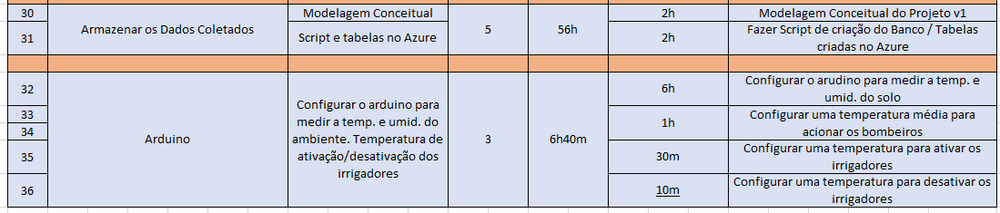 30
Modelagem Conceitual
2h
Modelagem Conceitual do Projeto v1
Armazenar os Dados Coletados
5
56h
31
Script e tabelas no Azure
2h
Fazer Script de criação do Banco / Tabelas
criadas no Azure
32
6h
Configurar o arudino para medir a temp. e
umid. do solo
33
34
1h
Configurar uma temperatura média para
acionar os bombeiros
Arduino
Configurar o arduino para
medir a temp. e umid. do
ambiente. Temperatura de
ativação/desativação dos
irrigadores
3
6h40m
35
30m
Configurar uma temperatura para ativar os
irrigadores
36
10m
Configurar uma temperatura para desativar os
irrigadores